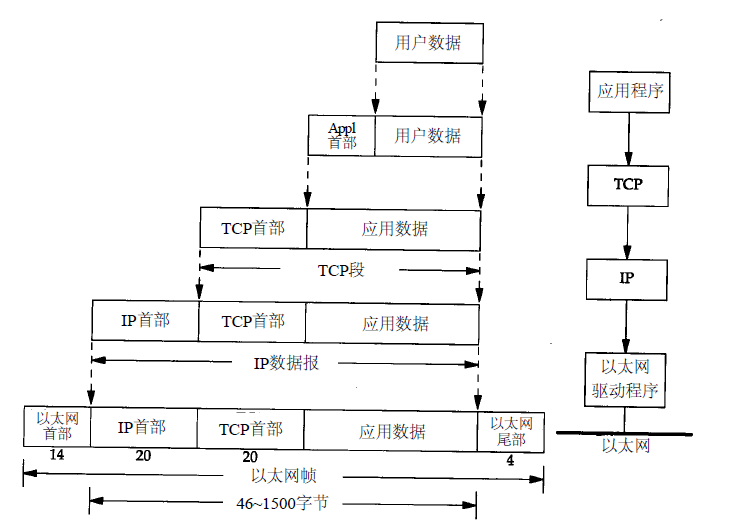 用户数据
应用程序
Appl
首部
用户数据
TCP
TCP首部
应用数据
TCP段
IP
IP首部
TCP首部
应用数据
IP数据报
以太网
驱动程序
以太网
首部
IP首部
TCP首部
应用数据
以太网
尾部
以太网
14
20
20
4
以太网帧
46~1500字节